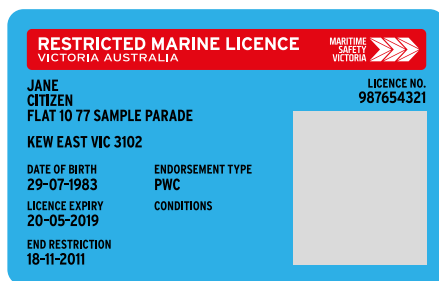 RESTRICTED MARINE LICENCE
VICTORIA AUSTRALIA
MARITIME
SAFETY
VICTORIA
JANE
CITIZEN
FLAT 10 77 SAMPLE PARADE
KEW EAST VIC 3102
LICENCE NO.
987654321
DATE OF BIRTH
29-07-1983
ENDORSEMENT TYPE
PWC
LICENCE EXPIRY
20-05-2019
CONDITIONS
END RESTRICTION
18-11-2011